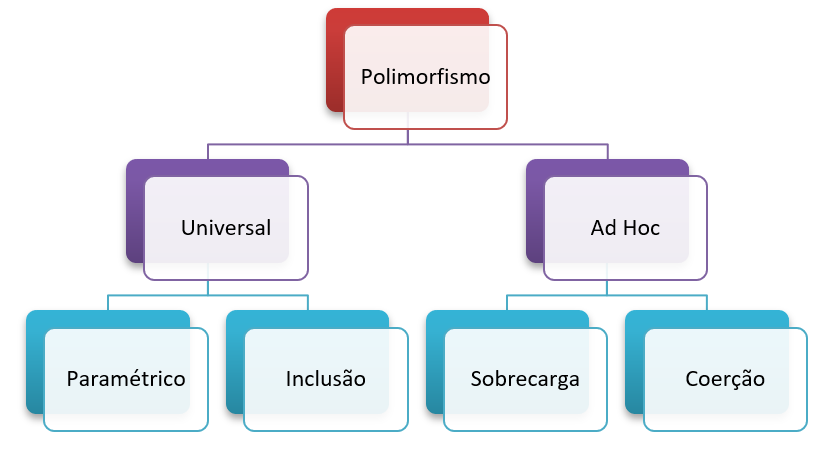 Polimorfismo
Universal
Ad Hoc
Paramétrico
Inclusão
Sobrecarga
Coerção